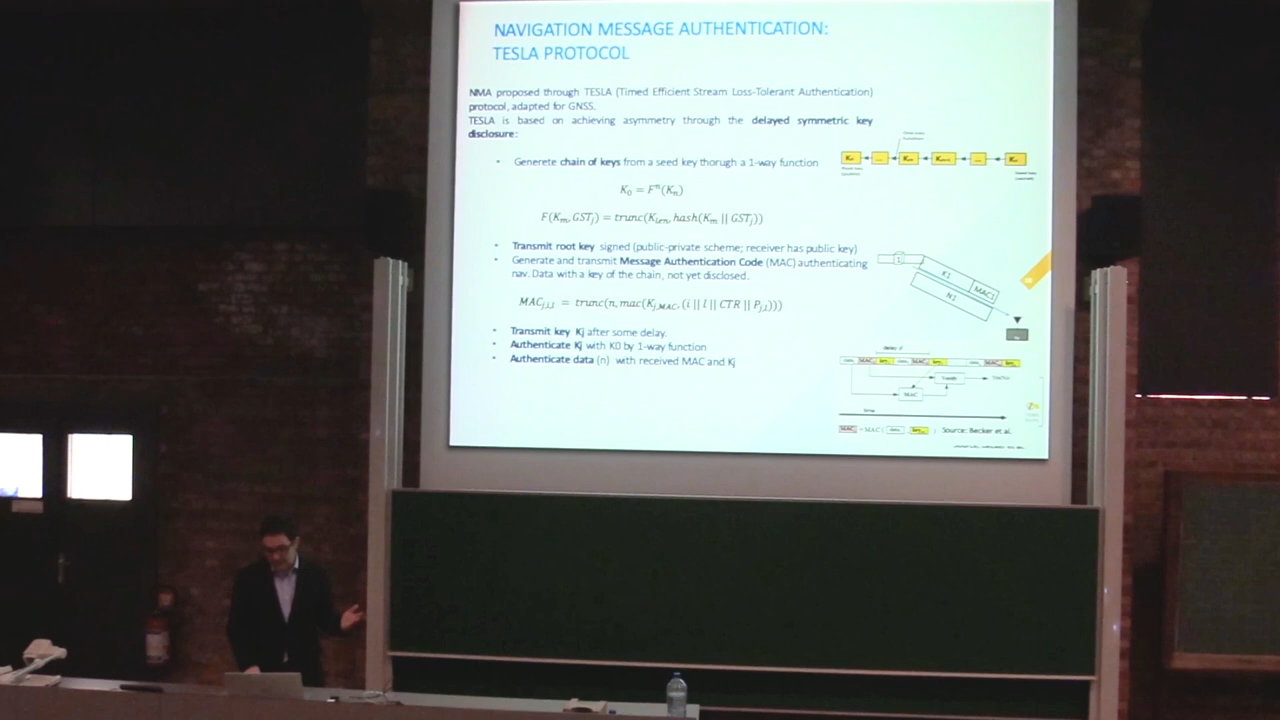 NAVIGATION MESSAGE AUTHENTICATION:
TESLA PROTOCOL
NMA proposed through TESLA (Timed Efficient Stream Loss-Tolerant Authentication)
protocol, adapted for GNSS.
TESLA is based on achieving asymmetry through the delayed symmetric key
disclosure:
• Generete chain of keys from a seed key thorugh a 1-way function
K₀ = Fⁿ(Kₙ)
F(Kₘ, GSTⱼ) = trunc(Kₗₑₙ, hash(Kₘ || GSTⱼ))
• Transmit root key signed (public-private scheme; receiver has public key)
• Generate and transmit Message Authentication Code (MAC) authenticating
nav. Data with a key of the chain, not yet disclosed.
= trunc(n, mac(K (i || l || CTR || P
• Transmit key Kj after some delay.
• Authenticate Kj with K0 by 1-way function
• Authenticate data (n) with received MAC and Kj
K1
MAC1
N1
1
MAC
Source: Becker et al.